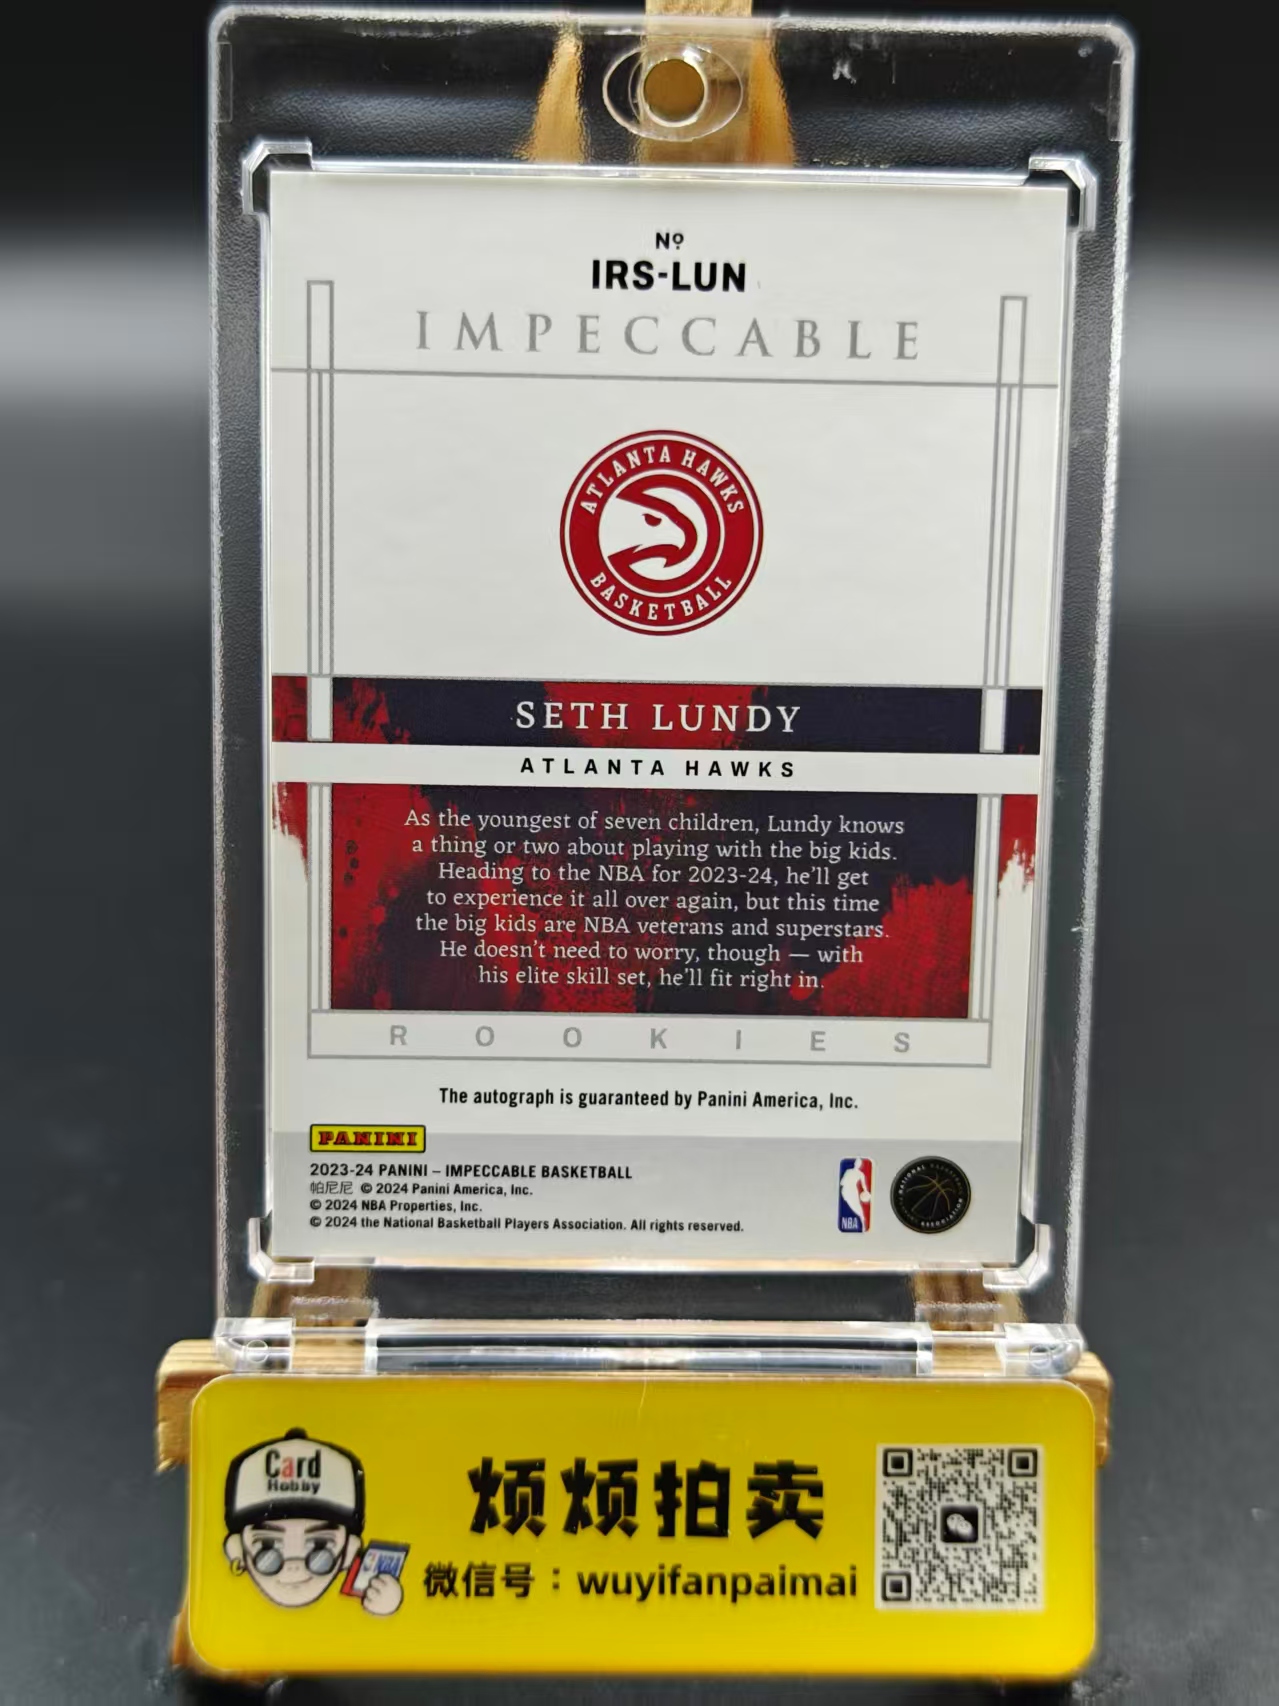 Nº
IRS-LUN
IMPECCABLE
ATLANTA HAWKS
BASKETBALL
SETH LUNDY
ATLANTA HAWKS
As the youngest of seven children, Lundy knows
a thing or two about playing with the big kids.
Heading to the NBA for 2023-24, he'll get
to experience it all over again, but this time
the big kids are NBA veterans and superstars.
He doesn't need to worry, though — with
his elite skill set, he'll fit right in.
ROOKIES
The autograph is guaranteed by Panini America, Inc.
PANINI
2023-24 PANINI – IMPECCABLE BASKETBALL
帕尼尼 © 2024 Panini America, Inc.
© 2024 NBA Properties, Inc.
© 2024 the National Basketball Players Association. All rights reserved.
NBA
Card
Hobby
NBA
烦烦拍卖
微信号：wuyifanpaimai